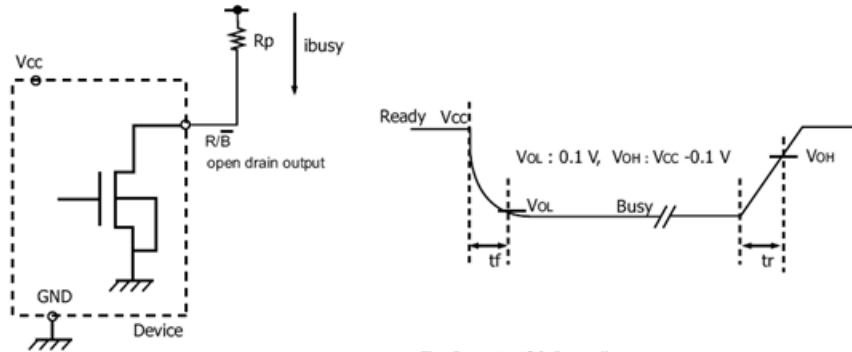 Rp
ibusy
Vcc
R/B̅
open drain output
GND
Device
Ready Vcc
VOL : 0.1 V, VOH : VCC -0.1 V
VOH
VOL
Busy
tf
tr